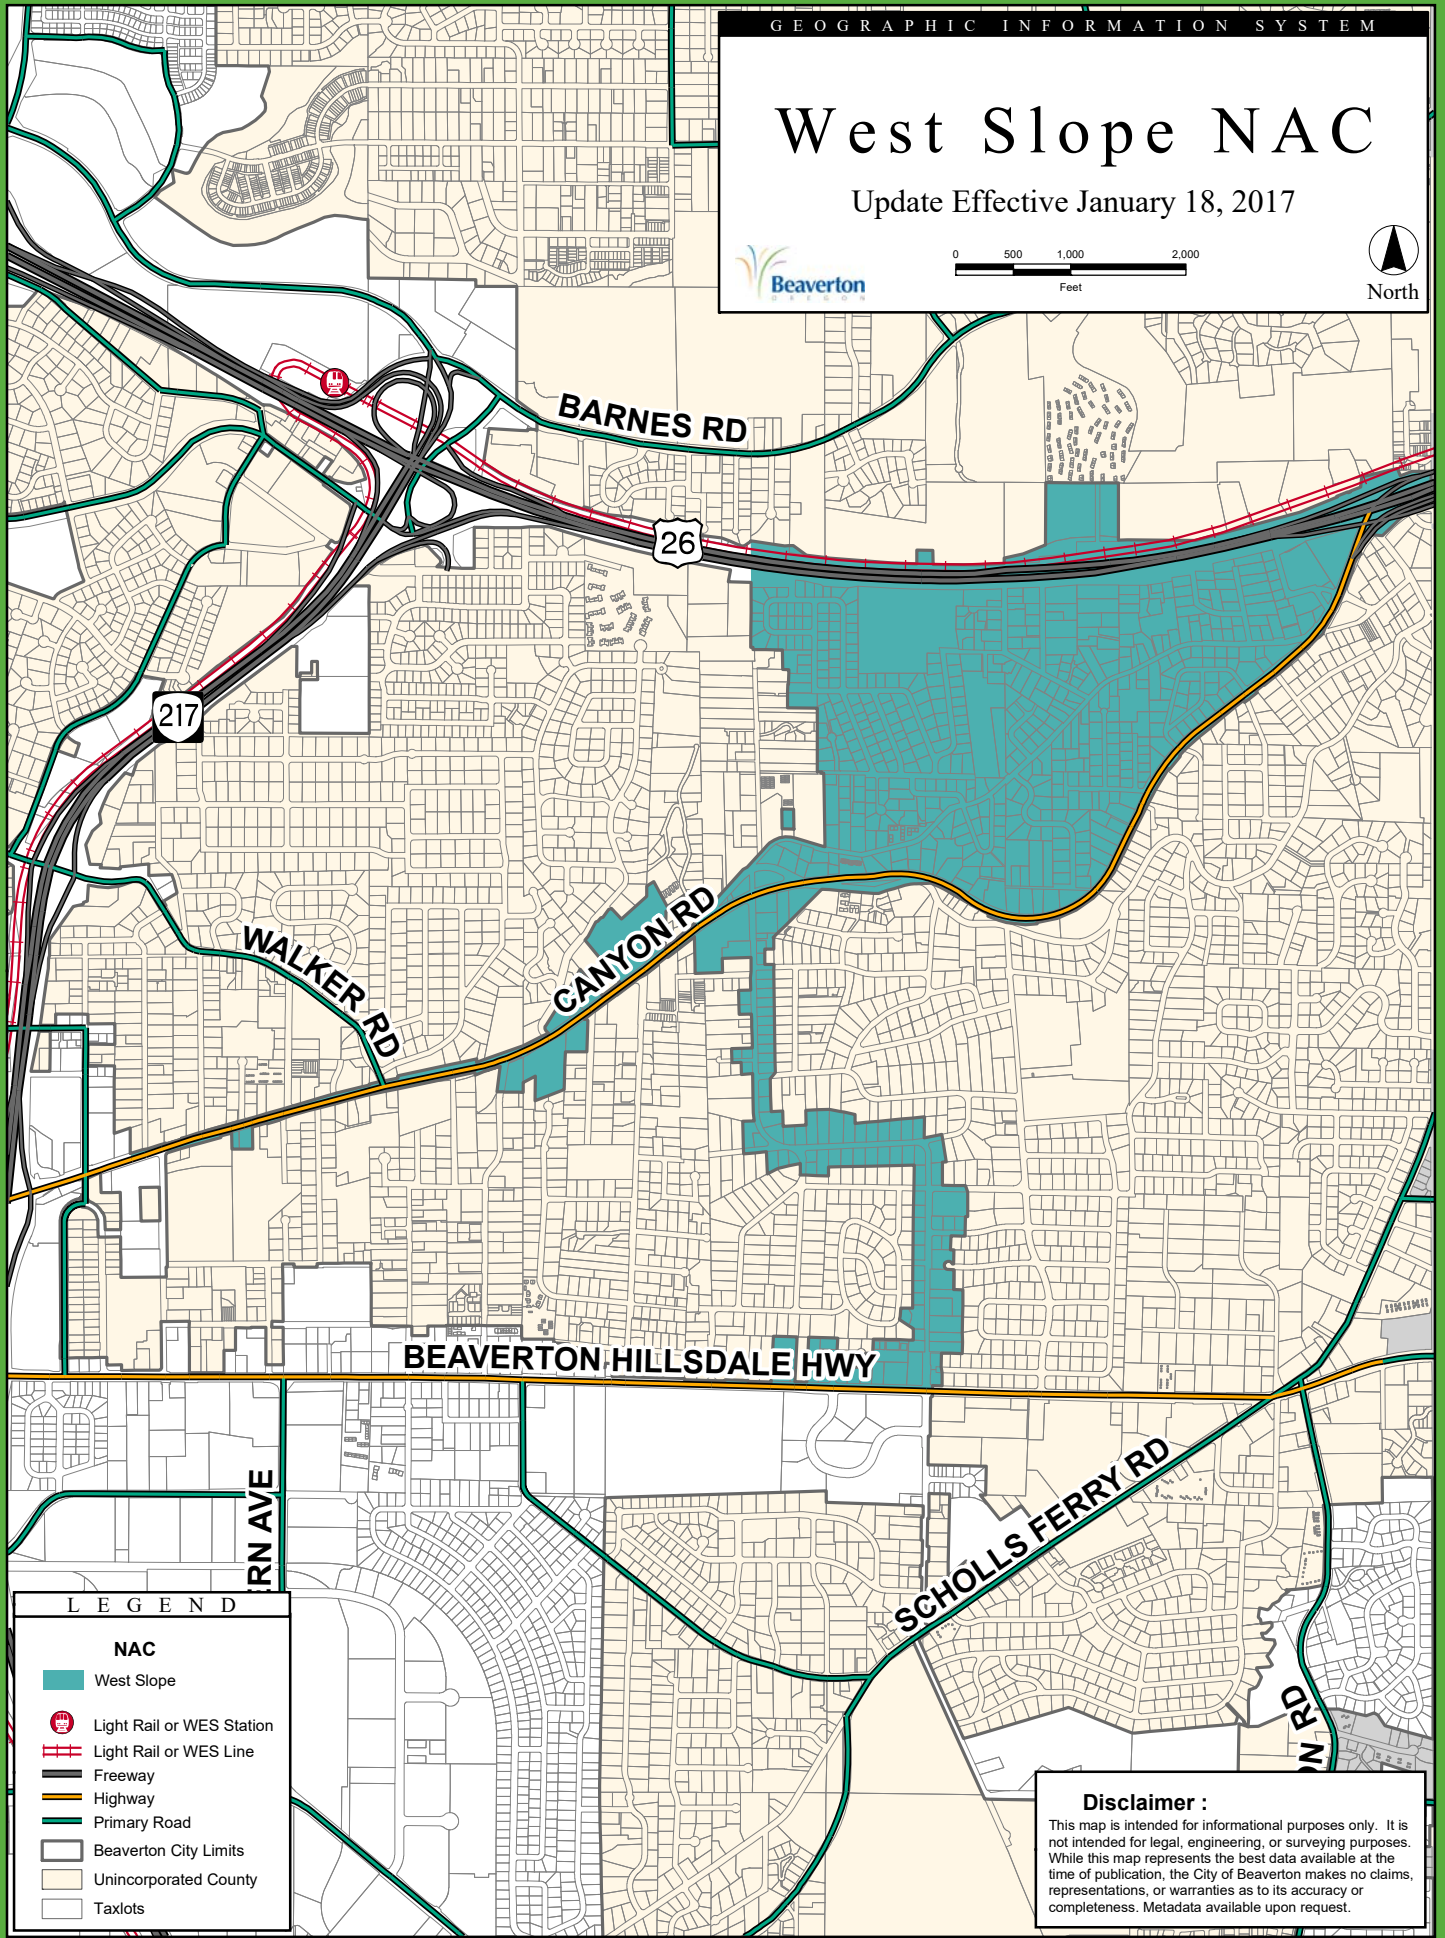 GEOGRAPHIC INFORMATION SYSTEM
West Slope NAC
Update Effective January 18, 2017
Beaverton
OREGON
0 500 1,000 2,000
Feet
North
BARNES RD
26
217
WALKER RD
CANYON RD
BEAVERTON HILLSDALE HWY
SCHOLLS FERRY RD
ERN AVE
ON RD
LEGEND
NAC
West Slope
Light Rail or WES Station
Light Rail or WES Line
Freeway
Highway
Primary Road
Beaverton City Limits
Unincorporated County
Taxlots
Disclaimer :
This map is intended for informational purposes only. It is
not intended for legal, engineering, or surveying purposes.
While this map represents the best data available at the
time of publication, the City of Beaverton makes no claims,
representations, or warranties as to its accuracy or
completeness. Metadata available upon request.